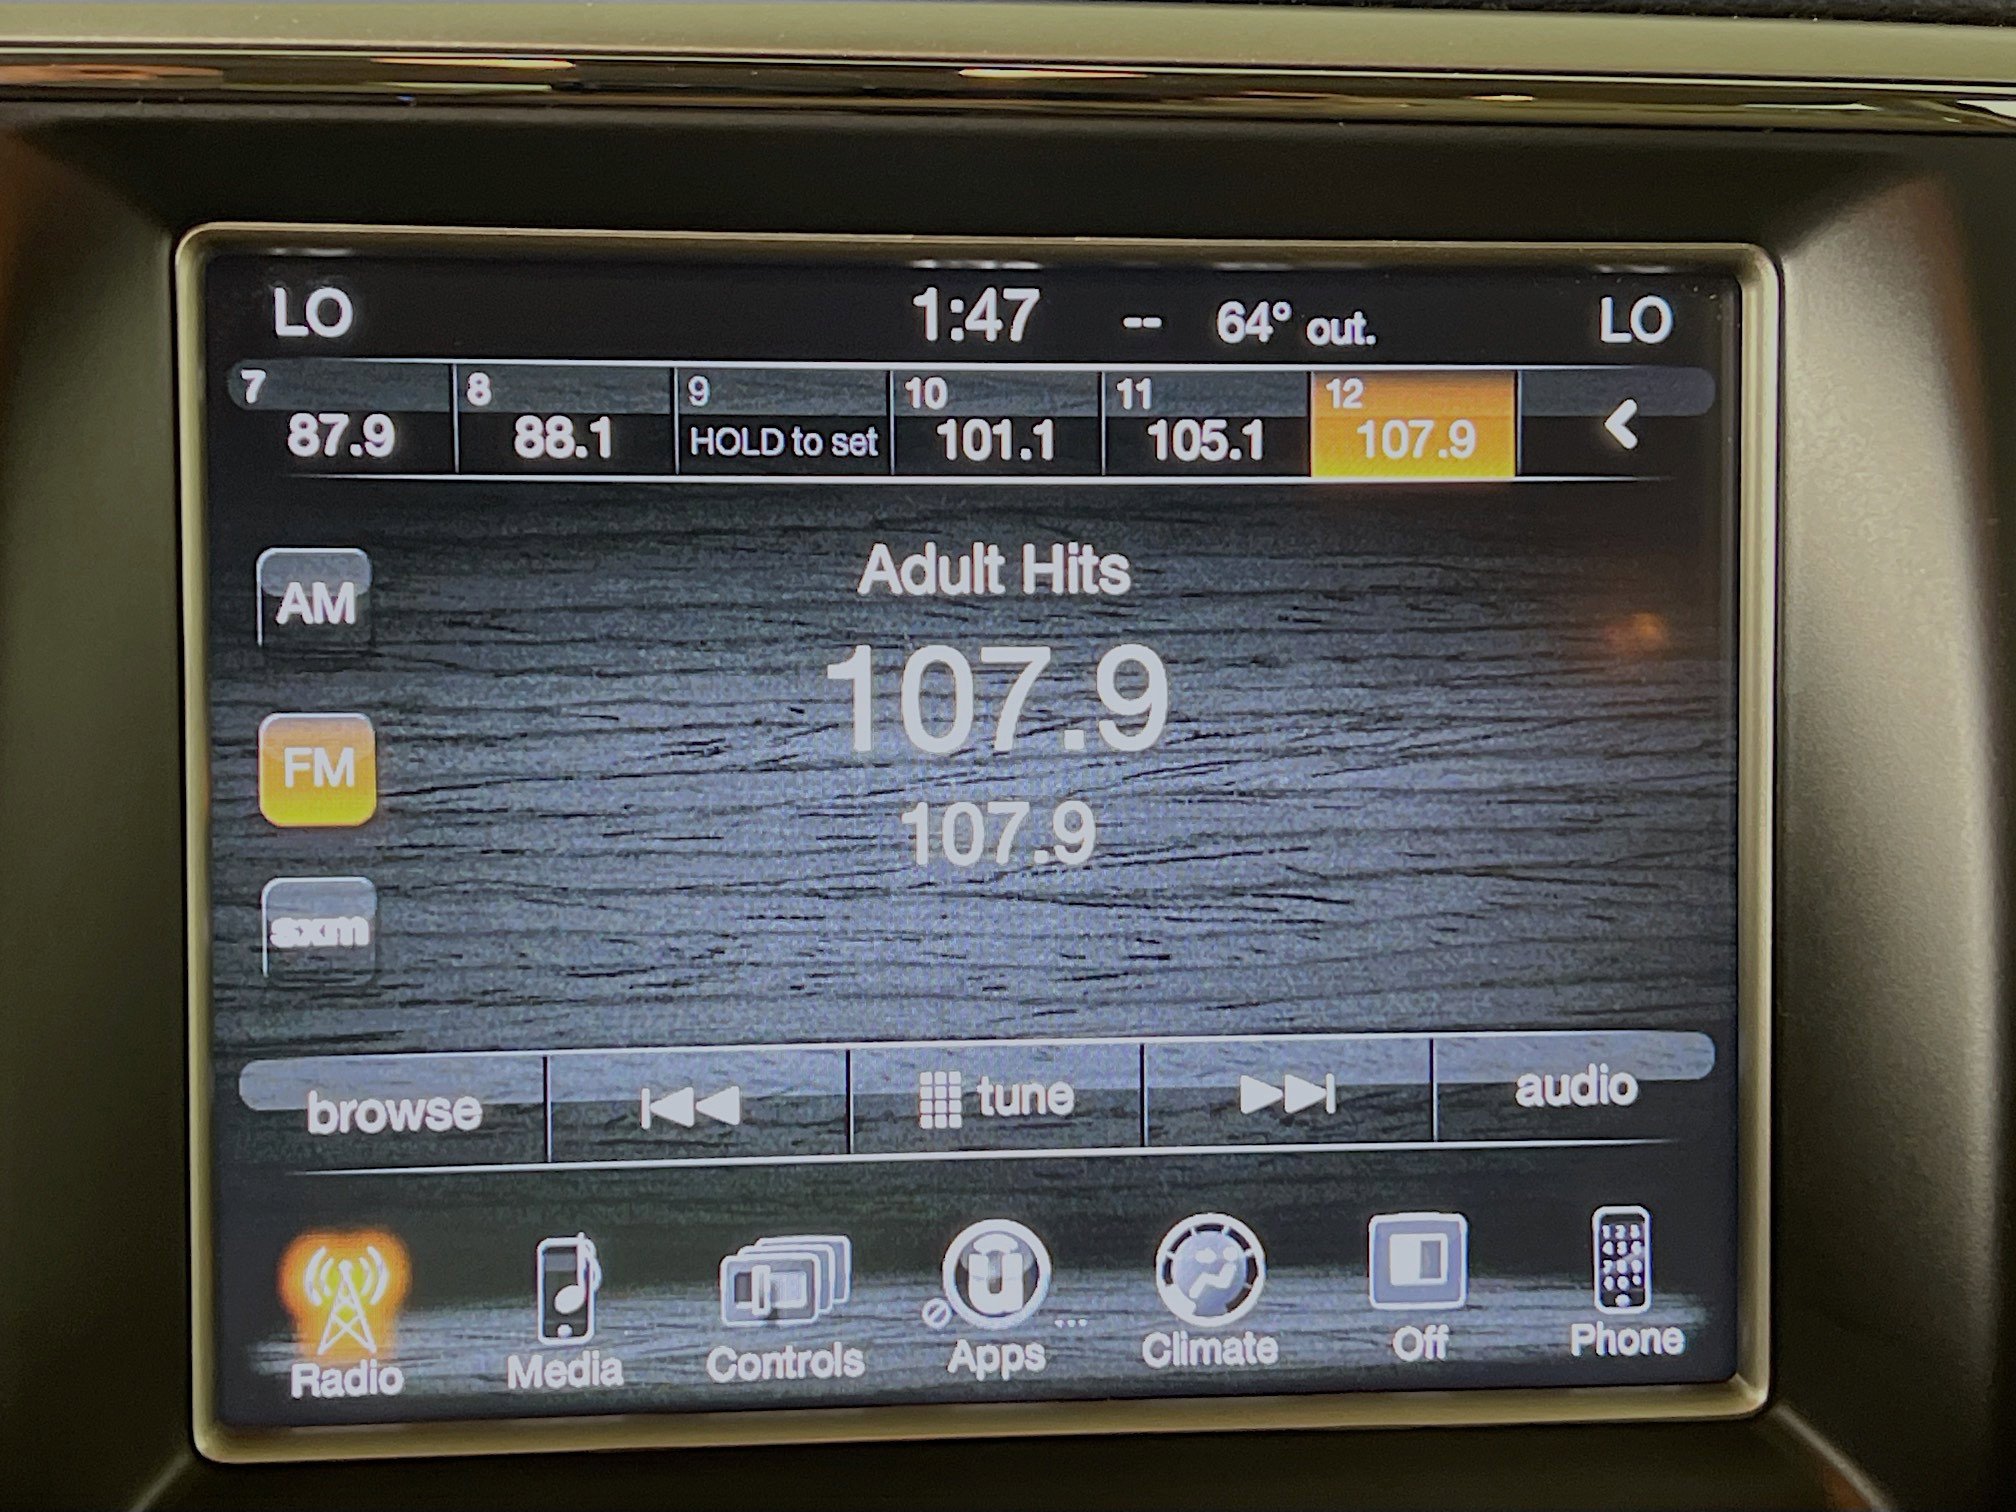 LO 1:47 -- 64° out. LO
7 8 9 10 11 12
87.9 88.1 HOLD to set 101.1 105.1 107.9
Adult Hits
AM
107.9
FM
107.9
sxm
browse tune audio
Radio Media Controls Apps ... Climate Off Phone